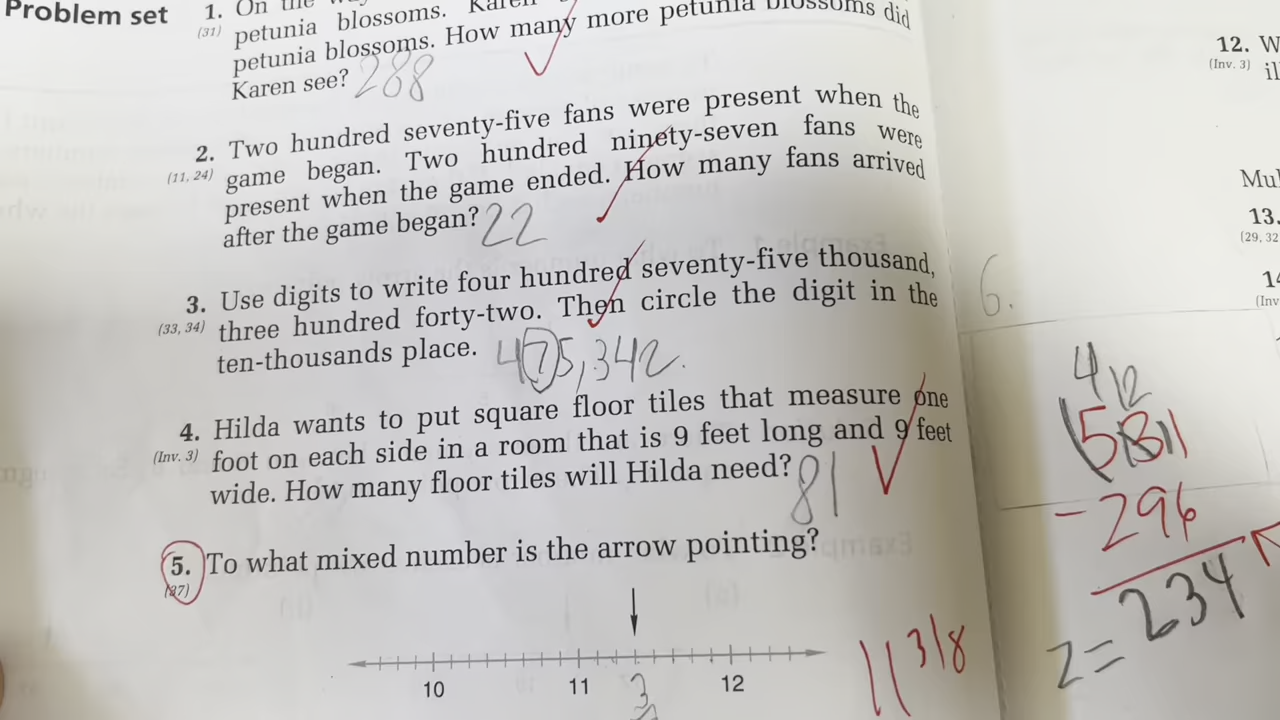 Problem set
1. On the
(31) petunia blossoms. Karen
petunia blossoms. How many more petunia blossoms did
Karen see? 288
2. Two hundred seventy-five fans were present when the
(11, 24) game began. Two hundred ninety-seven fans were
present when the game ended. How many fans arrived
after the game began? 22
3. Use digits to write four hundred seventy-five thousand,
(33, 34) three hundred forty-two. Then circle the digit in the
ten-thousands place. 475,342.
4. Hilda wants to put square floor tiles that measure one
(Inv. 3) foot on each side in a room that is 9 feet long and 9 feet
wide. How many floor tiles will Hilda need? 81
5. To what mixed number is the arrow pointing?
(37)
10 11 12
3
11 3/8
6.
4 12
- 296
z = 234
12. W
(Inv. 3) il
Mul
13.
(29, 32
14
(Inv